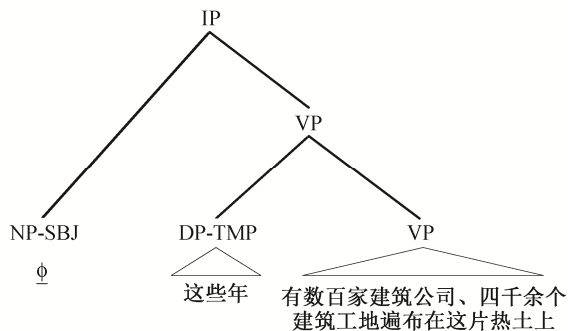 IP
VP
NP-SBJ DP-TMP VP
ϕ
这些年
有数百家建筑公司、四千余个
建筑工地遍布在这片热土上